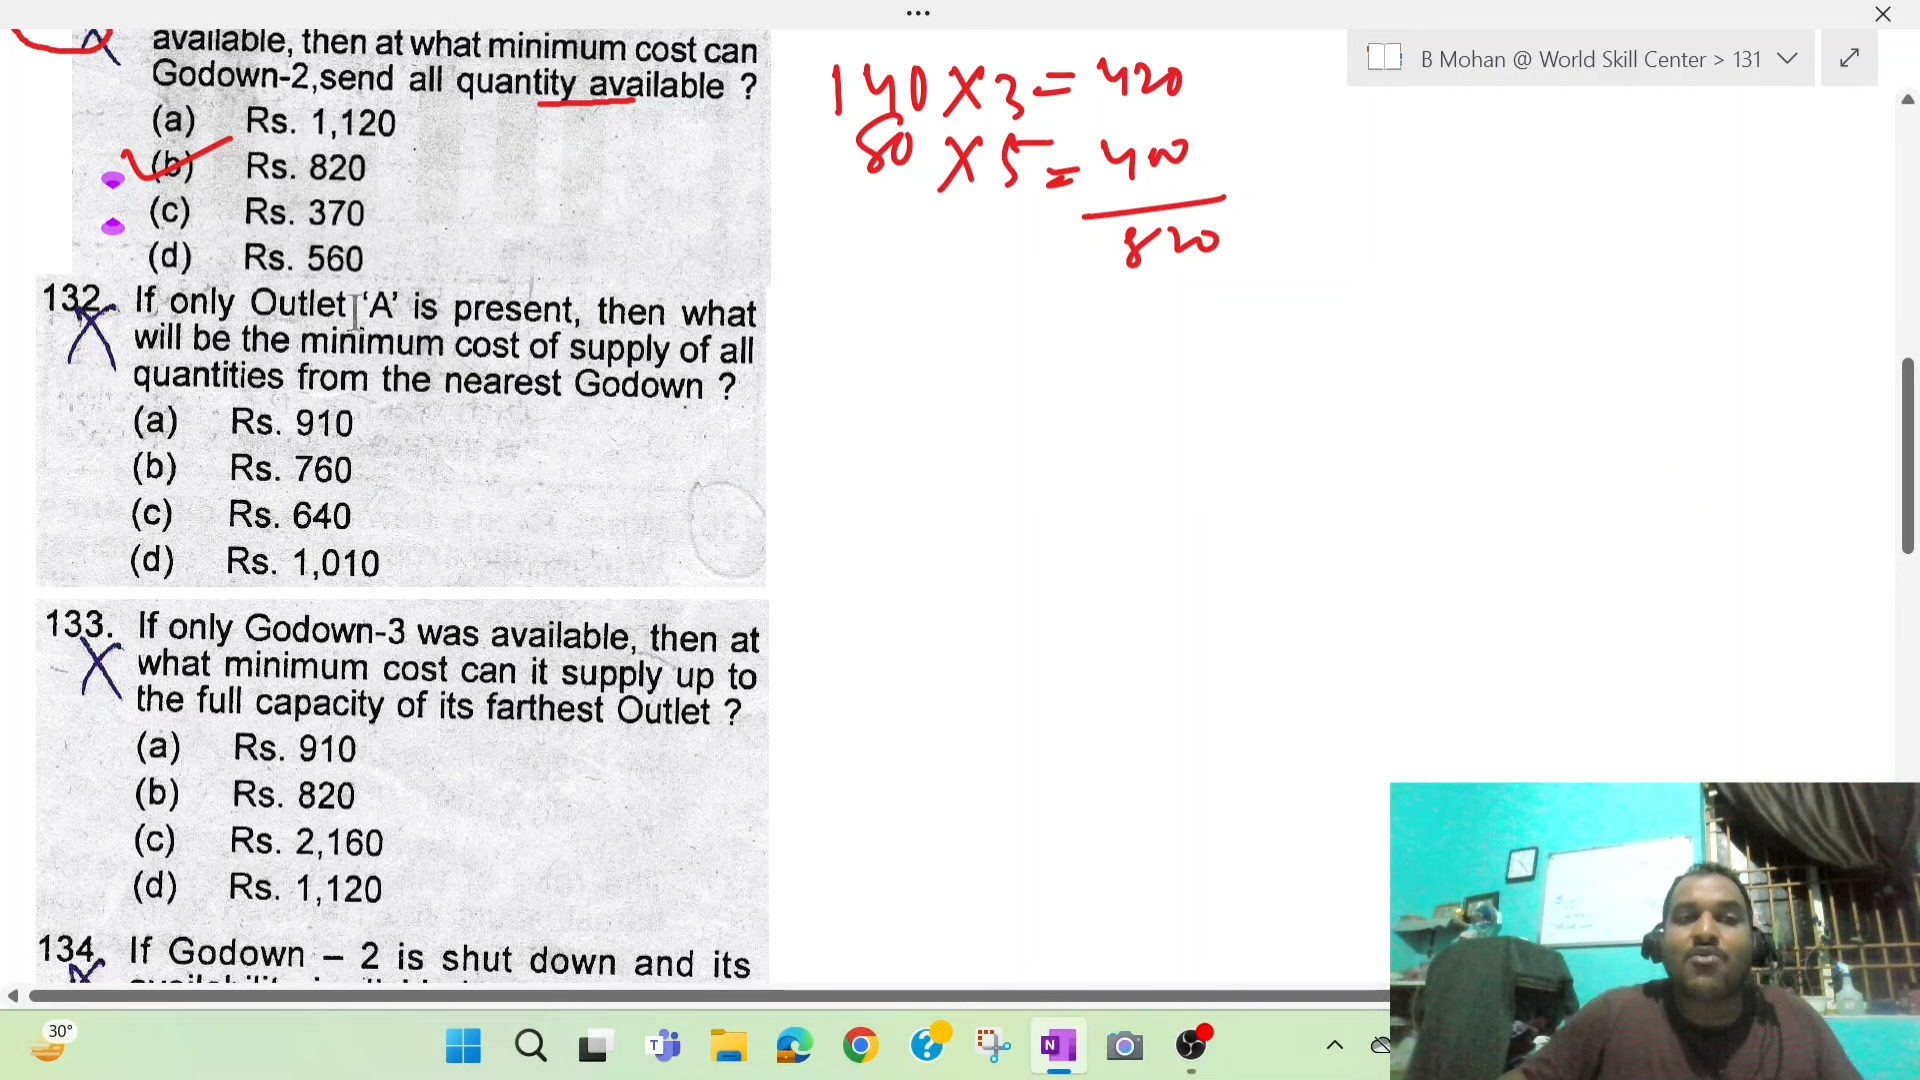 B Mohan @ World Skill Center > 131
available, then at what minimum cost can
Godown-2,send all quantity available ?
(a) Rs. 1,120
(b) Rs. 820
(c) Rs. 370
(d) Rs. 560
140 X 3 = 420
80 X 5 = 400
820
132. If only Outlet 'A' is present, then what
will be the minimum cost of supply of all
quantities from the nearest Godown ?
(a) Rs. 910
(b) Rs. 760
(c) Rs. 640
(d) Rs. 1,010
133. If only Godown-3 was available, then at
what minimum cost can it supply up to
the full capacity of its farthest Outlet ?
(a) Rs. 910
(b) Rs. 820
(c) Rs. 2,160
(d) Rs. 1,120
134. If Godown – 2 is shut down and its
30°